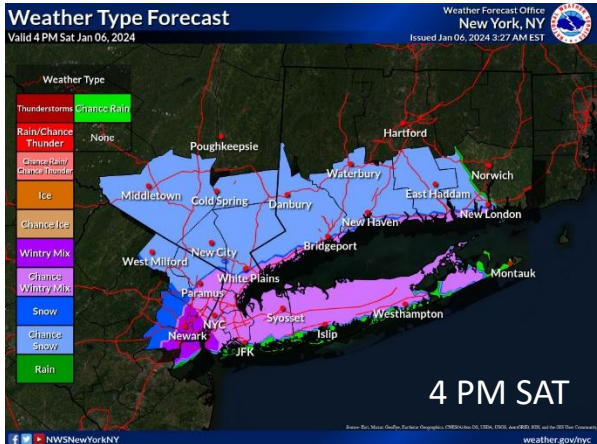 Weather Type Forecast
Valid 4 PM Sat Jan 06, 2024
Weather Forecast Office
New York, NY
Issued Jan 06, 2024 3:27 AM EST
Weather Type
Thunderstorms
Chance Rain
Rain/Chance
Thunder
None
Chance Rain/
Chance Thunder
Ice
Chance Ice
Wintry Mix
Chance
Wintry Mix
Snow
Chance
Snow
Rain
Poughkeepsie
Hartford
Waterbury
Norwich
Middletown
Cold Spring
Danbury
East Haddam
New Haven
New London
New City
Bridgeport
West Milford
White Plains
Montauk
Paramus
NYC
Syosset
Westhampton
Newark
Islip
JFK
4 PM SAT
NWSNewYorkNY
weather.gov/nyc